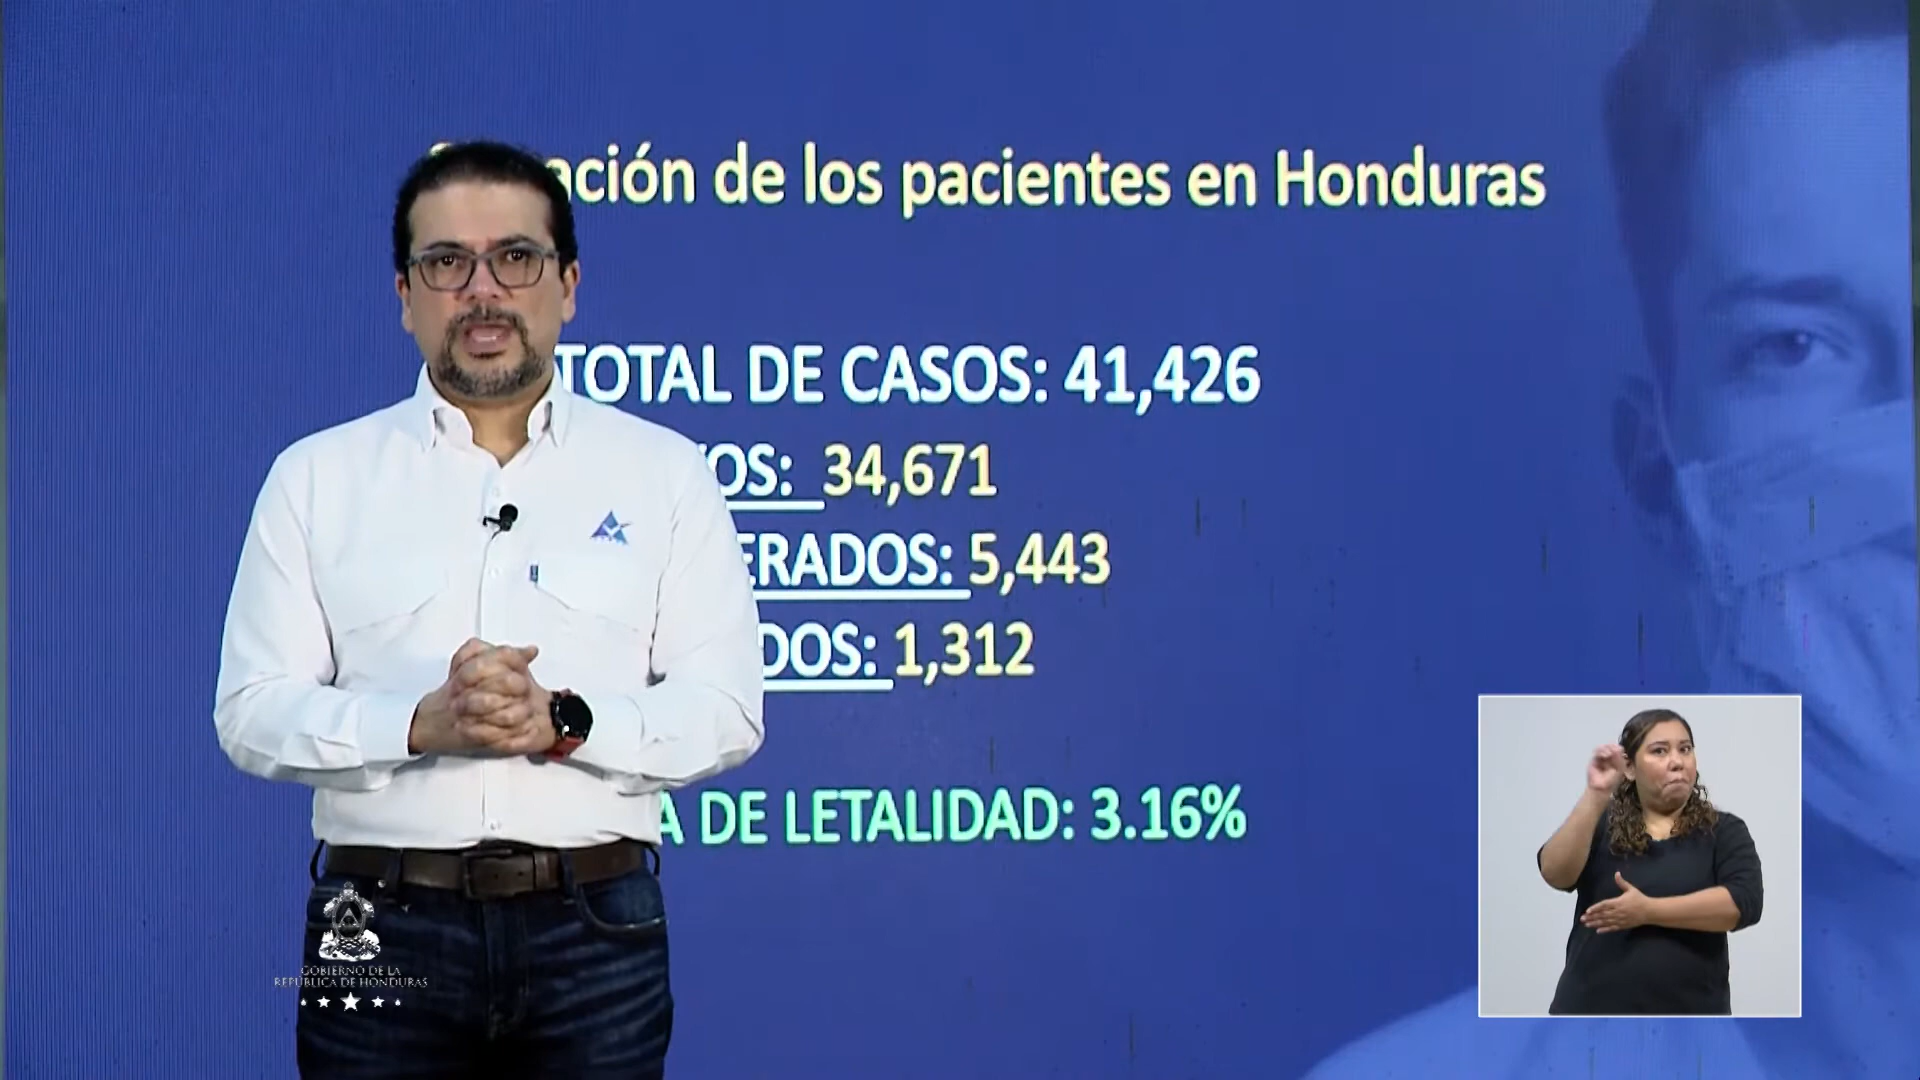 ación de los pacientes en Honduras
TOTAL DE CASOS: 41,426
OS: 34,671
ERADOS: 5,443
DOS: 1,312
A DE LETALIDAD: 3.16%
GOBIERNO DE LA
REPÚBLICA DE HONDURAS